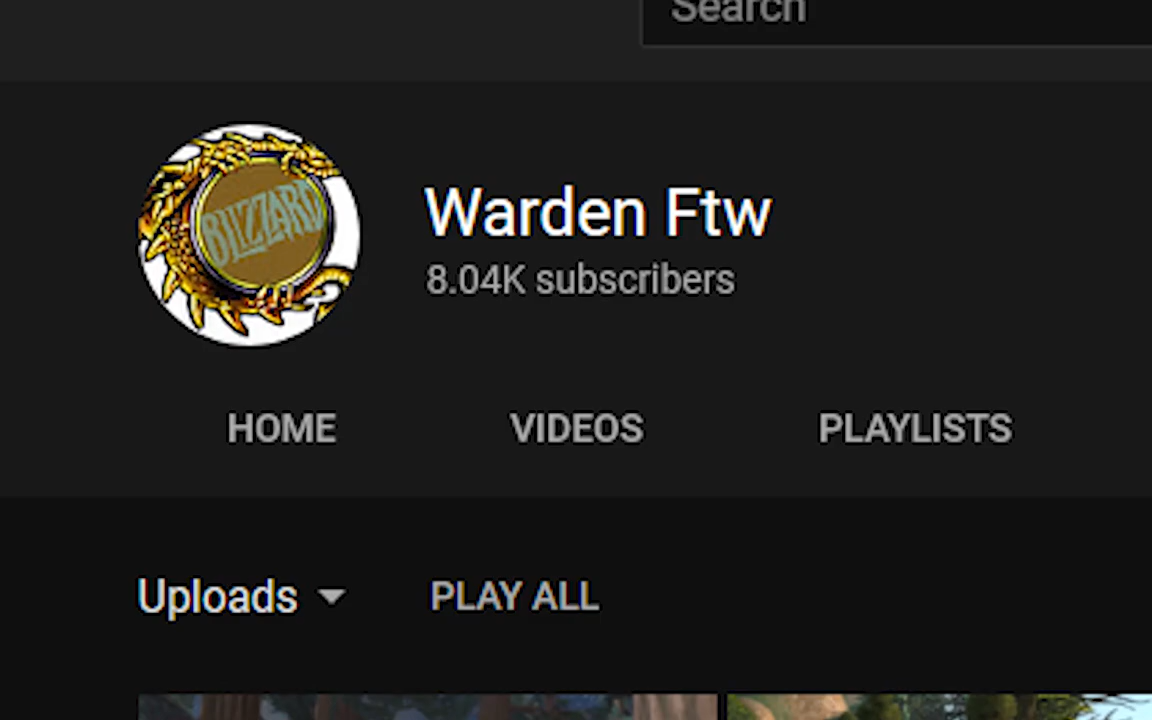 Search
BLIZZARD
Warden Ftw
8.04K subscribers
HOME VIDEOS PLAYLISTS
Uploads PLAY ALL